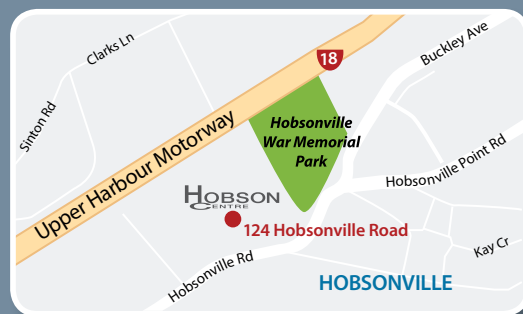 Clarks Ln
18
Buckley Ave
Sinton Rd
Upper Harbour Motorway
Hobsonville
War Memorial
Park
Hobsonville Point Rd
HOBSON
CENTRE
124 Hobsonville Road
Hobsonville Rd
Kay Cr
HOBSONVILLE